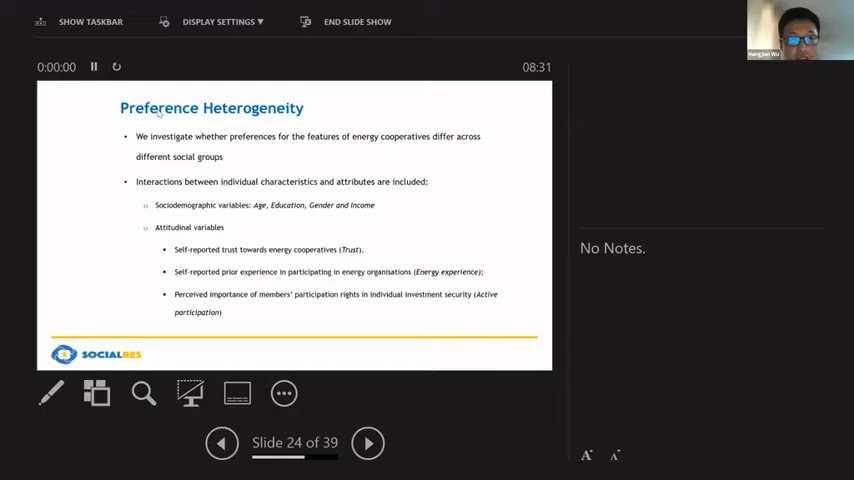 SHOW TASKBAR
DISPLAY SETTINGS ▼
END SLIDE SHOW
Hangjian Wu
0:00:00
08:31
Preference Heterogeneity
• We investigate whether preferences for the features of energy cooperatives differ across
different social groups
• Interactions between individual characteristics and attributes are included:
o Sociodemographic variables: Age, Education, Gender and Income
o Attitudinal variables
▪ Self-reported trust towards energy cooperatives (Trust).
▪ Self-reported prior experience in participating in energy organisations (Energy experience);
▪ Perceived importance of members' participation rights in individual investment security (Active
participation)
SOCIALRES
No Notes.
Slide 24 of 39
A A